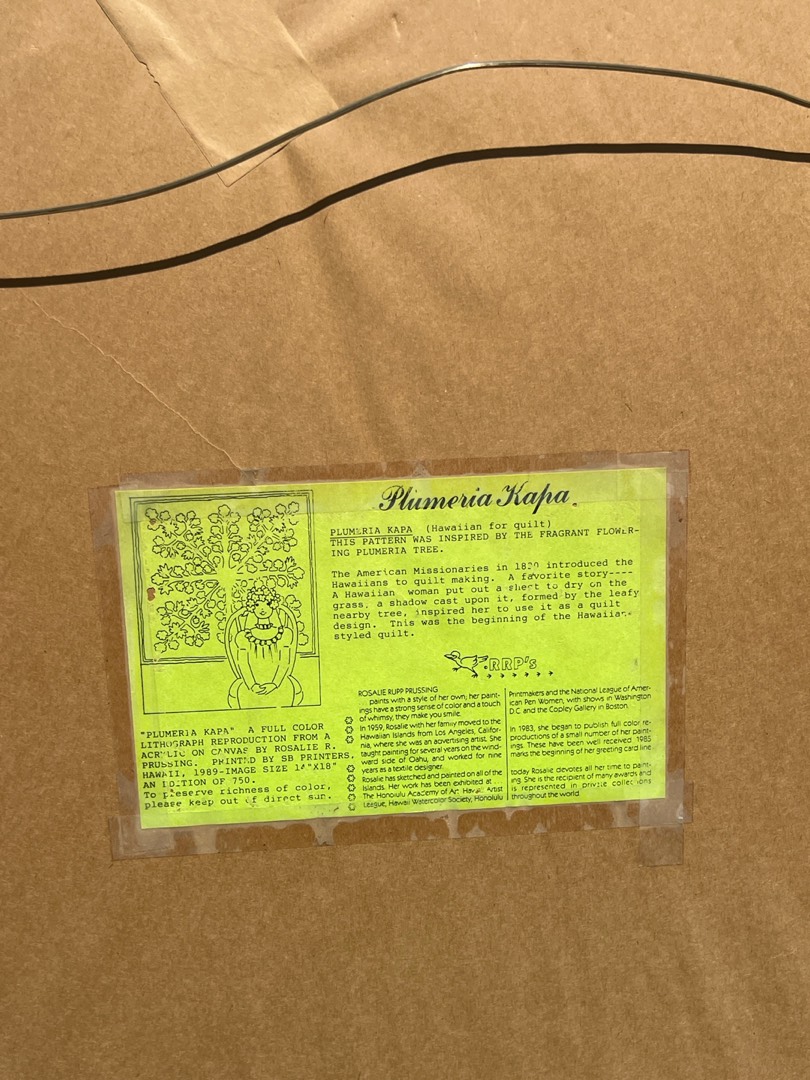 Plumeria Kapa
PLUMERIA KAPA (Hawaiian for quilt)
THIS PATTERN WAS INSPIRED BY THE FRAGRANT FLOWER-
ING PLUMERIA TREE.
The American Missionaries in 1820 introduced the
Hawaiians to quilt making. A favorite story----
A Hawaiian woman put out a sheet to dry on the
grass, a shadow cast upon it, formed by the leafy
nearby tree, inspired her to use it as a quilt
design. This was the beginning of the Hawaiian-
styled quilt.
RRP's
"PLUMERIA KAPA" A FULL COLOR
LITHOGRAPH REPRODUCTION FROM A
ACRYLIC ON CANVAS BY ROSALIE R.
PRUSSING. PRINTED BY SB PRINTERS,
HAWAII, 1989-IMAGE SIZE
AN EDITION OF 750.
To preserve richness of color,
please keep out of direct sun.
ROSALIE RUPP PRUSSING
... paints with a style of her own; her paint-
ings have a strong sense of color and a touch
of whimsy, they make you smile.
In 1959, Rosalie with her family moved to the
Hawaiian Islands from Los Angeles, Califor-
nia, where she was an advertising artist. She
taught painting for several years on the wind-
ward side of Oahu, and worked for nine
years as a textile designer.
Rosalie has sketched and painted on all of the
Islands. Her work has been exhibited at ...
The Honolulu Academy of Art, Hawaii Artist
League, Hawaii Watercolor Society, Honolulu
Printmakers and the National League of Amer-
ican Pen Women, with shows in Washington
D.C. and the Copley Gallery in Boston.
In 1983, she began to publish full color re-
productions of a small number of her paint-
ings. These have been well received. 1985
marks the beginning of her greeting card line.
today Rosalie devotes all her time to paint-
ing. She is the recipient of many awards and
is represented in private collections
throughout the world.